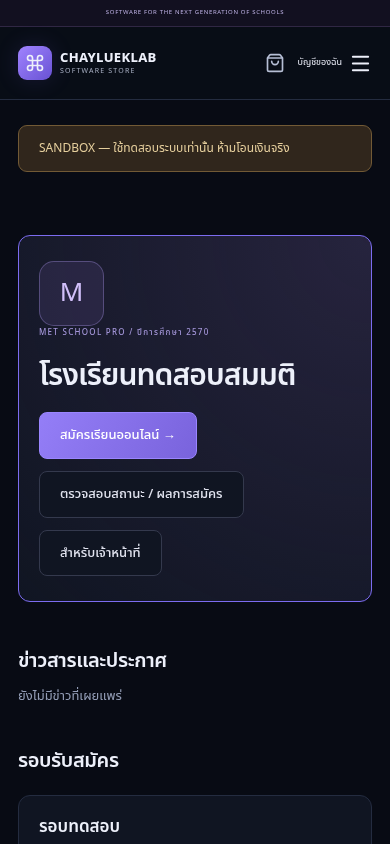 SOFTWARE FOR THE NEXT GENERATION OF SCHOOLS
CHAYLUEKLAB
SOFTWARE STORE
บัญชีของฉัน
SANDBOX — ใช้ทดสอบระบบเท่านั้น ห้ามโอนเงินจริง
M
MET SCHOOL PRO / ปีการศึกษา 2570
โรงเรียนทดสอบสมมติ
สมัครเรียนออนไลน์ →
ตรวจสอบสถานะ / ผลการสมัคร
สำหรับเจ้าหน้าที่
ข่าวสารและประกาศ
ยังไม่มีข่าวที่เผยแพร่
รอบรับสมัคร
รอบทดสอบ